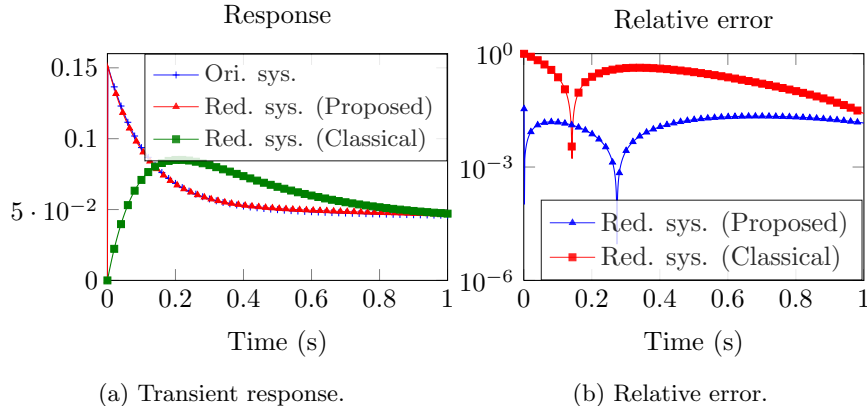 Response
0.15
0.1
5 · 10⁻²
0
Ori. sys.
Red. sys. (Proposed)
Red. sys. (Classical)
0 0.2 0.4 0.6 0.8 1
Time (s)
(a) Transient response.
Relative error
10⁰
10⁻³
10⁻⁶
Red. sys. (Proposed)
Red. sys. (Classical)
0 0.2 0.4 0.6 0.8 1
Time (s)
(b) Relative error.